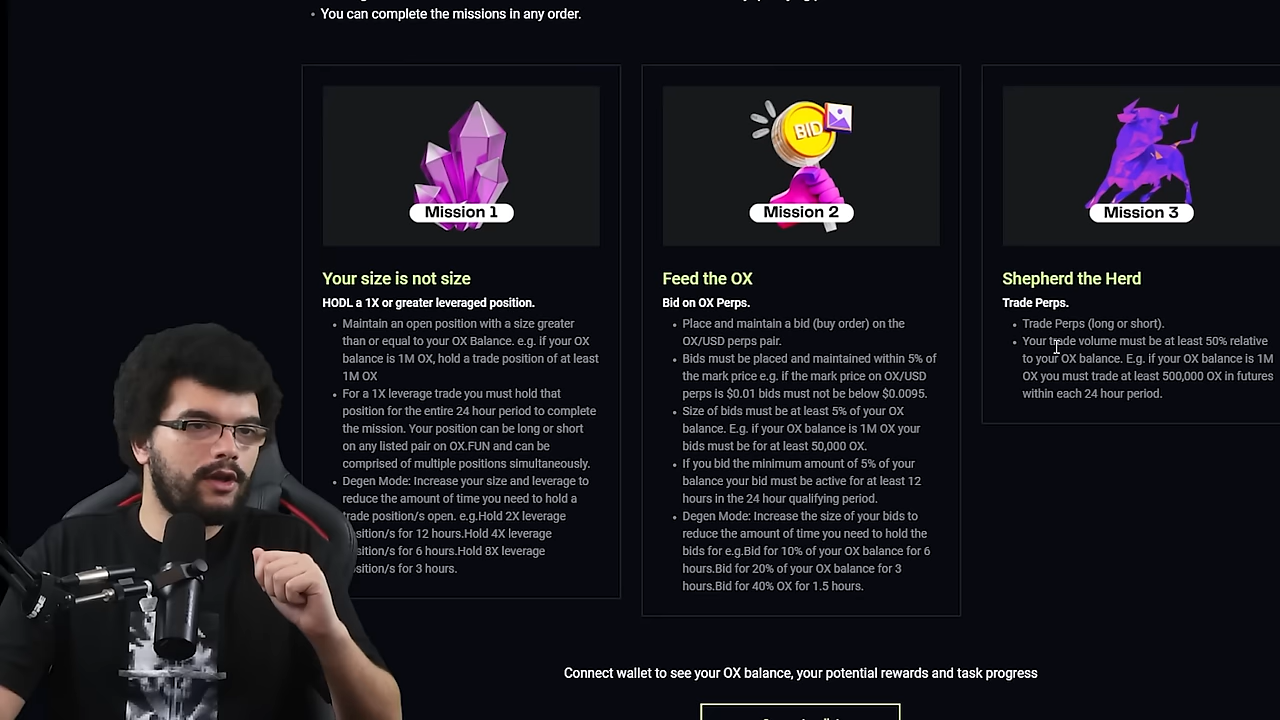 You can complete the missions in any order.
Mission 1
Your size is not size
HODL a 1X or greater leveraged position.
Maintain an open position with a size greater
than or equal to your OX Balance. e.g. if your OX
balance is 1M OX, hold a trade position of at least
1M OX
For a 1X leverage trade you must hold that
position for the entire 24 hour period to complete
the mission. Your position can be long or short
on any listed pair on OX.FUN and can be
comprised of multiple positions simultaneously.
Degen Mode: Increase your size and leverage to
reduce the amount of time you need to hold a
trade position/s open. e.g.Hold 2X leverage
position/s for 12 hours.Hold 4X leverage
position/s for 6 hours.Hold 8X leverage
position/s for 3 hours.
BID
Mission 2
Feed the OX
Bid on OX Perps.
Place and maintain a bid (buy order) on the
OX/USD perps pair.
Bids must be placed and maintained within 5% of
the mark price e.g. if the mark price on OX/USD
perps is $0.01 bids must not be below $0.0095.
Size of bids must be at least 5% of your OX
balance. E.g. if your OX balance is 1M OX your
bids must be for at least 50,000 OX.
If you bid the minimum amount of 5% of your
balance your bid must be active for at least 12
hours in the 24 hour qualifying period.
Degen Mode: Increase the size of your bids to
reduce the amount of time you need to hold the
bids for e.g.Bid for 10% of your OX balance for 6
hours.Bid for 20% of your OX balance for 3
hours.Bid for 40% OX for 1.5 hours.
Mission 3
Shepherd the Herd
Trade Perps.
Trade Perps (long or short).
Your trade volume must be at least 50% relative
to your OX balance. E.g. if your OX balance is 1M
OX you must trade at least 500,000 OX in futures
within each 24 hour period.
Connect wallet to see your OX balance, your potential rewards and task progress